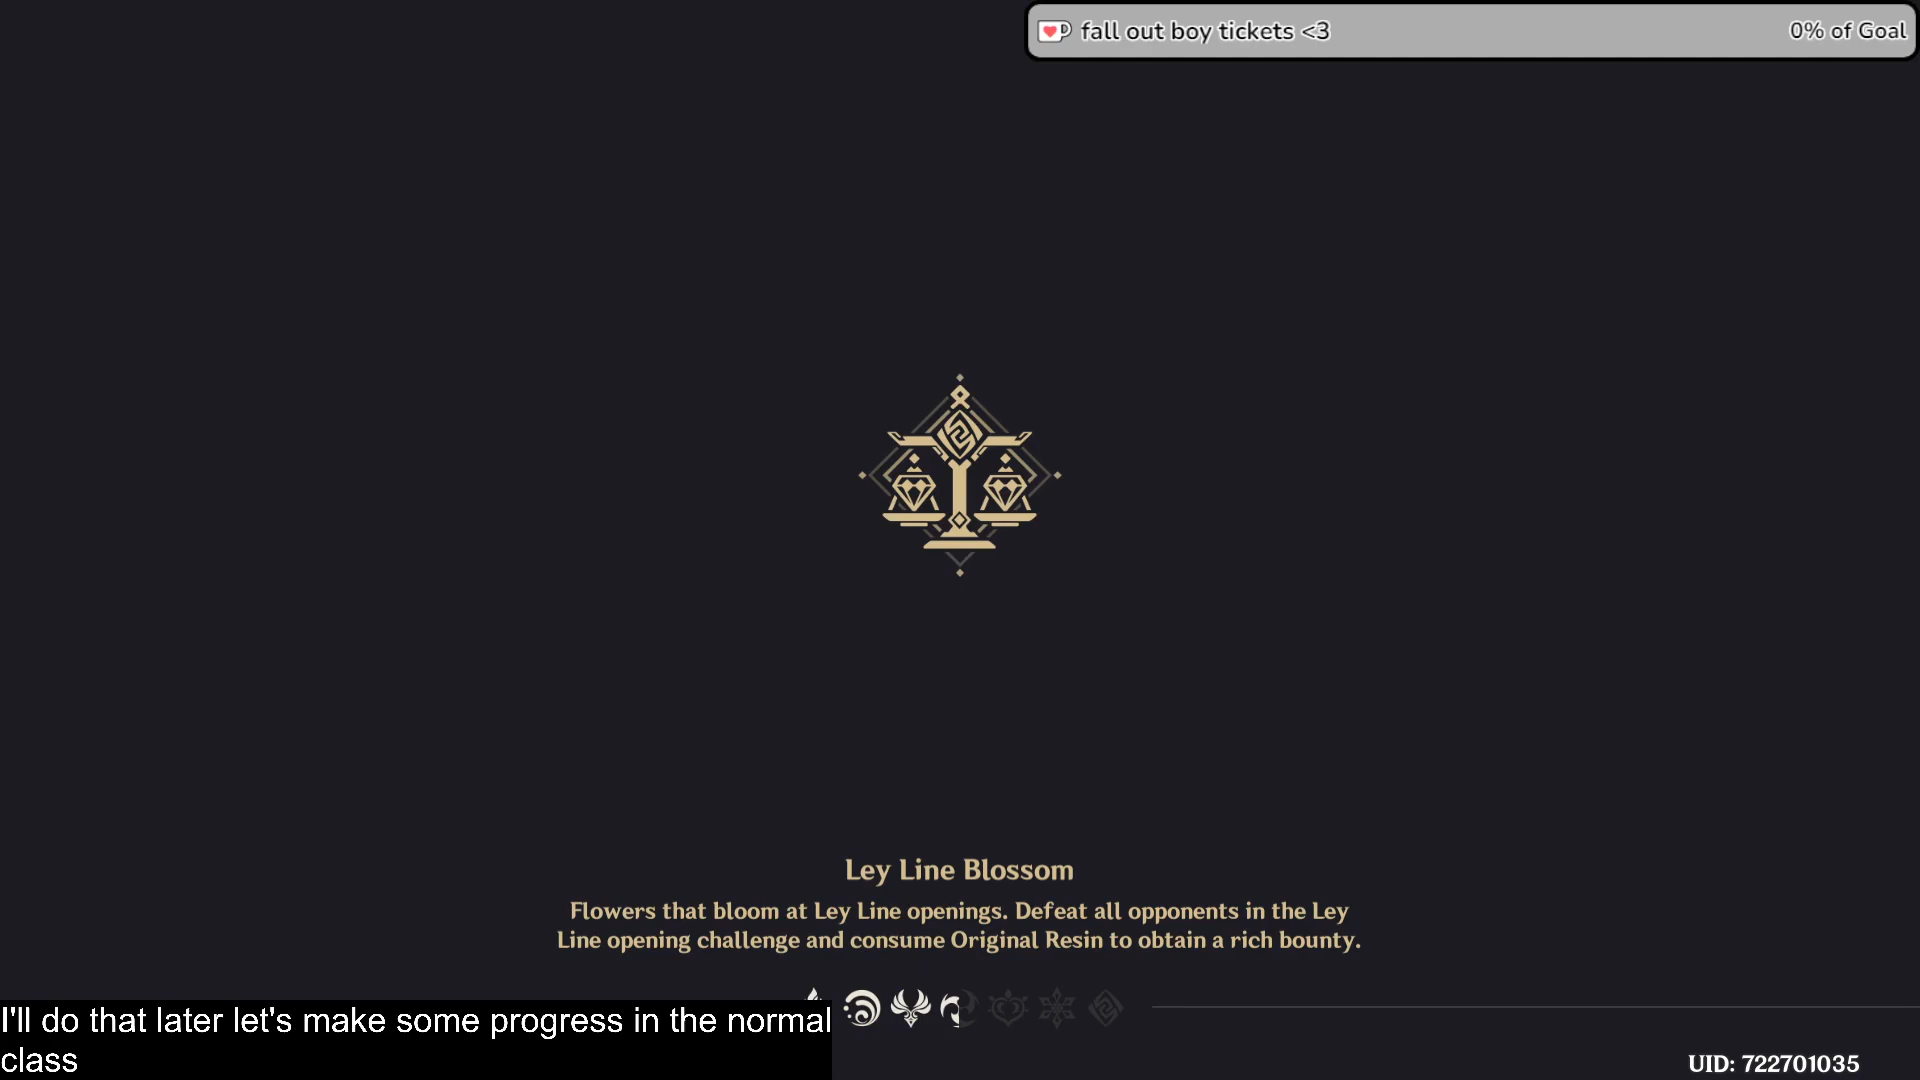 fall out boy tickets <3
0% of Goal
Ley Line Blossom
Flowers that bloom at Ley Line openings. Defeat all opponents in the Ley
Line opening challenge and consume Original Resin to obtain a rich bounty.
I'll do that later let's make some progress in the normal
class
UID: 722701035